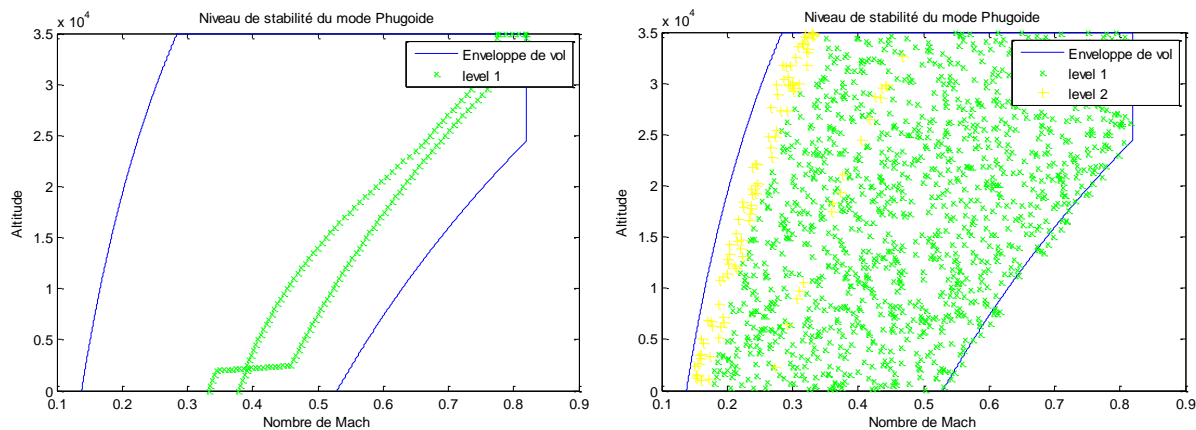 Niveau de stabilité du mode Phugoide
x 10⁴
3.5
3
2.5
2
1.5
1
0.5
0
Altitude
Enveloppe de vol
level 1
0.1 0.2 0.3 0.4 0.5 0.6 0.7 0.8 0.9
Nombre de Mach
Niveau de stabilité du mode Phugoide
x 10⁴
3.5
3
2.5
2
1.5
1
0.5
0
Altitude
Enveloppe de vol
level 1
level 2
0.1 0.2 0.3 0.4 0.5 0.6 0.7 0.8 0.9
Nombre de Mach